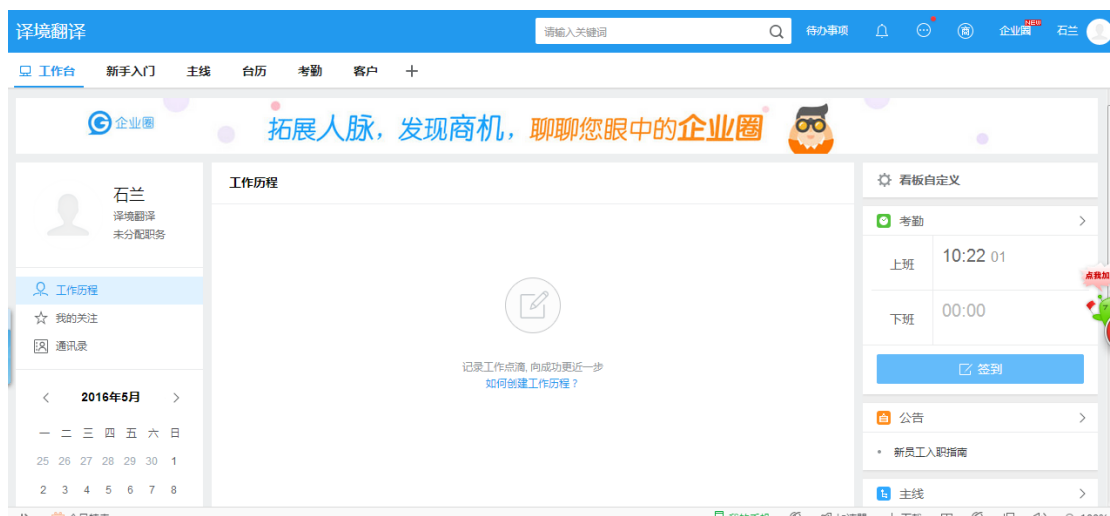 译境翻译 请输入关键词 待办事项 商 企业圈 NEW 石兰
工作台 新手入门 主线 台历 考勤 客户 +
企业圈 拓展人脉，发现商机，聊聊您眼中的企业圈
石兰
译境翻译
未分配职务
工作历程
我的关注
通讯录
2016年5月
一 二 三 四 五 六 日
25 26 27 28 29 30 1
2 3 4 5 6 7 8
工作历程
记录工作点滴, 向成功更近一步
如何创建工作历程？
看板自定义
考勤
上班 10:22 01
点我加
下班 00:00
签到
公告
新员工入职指南
主线